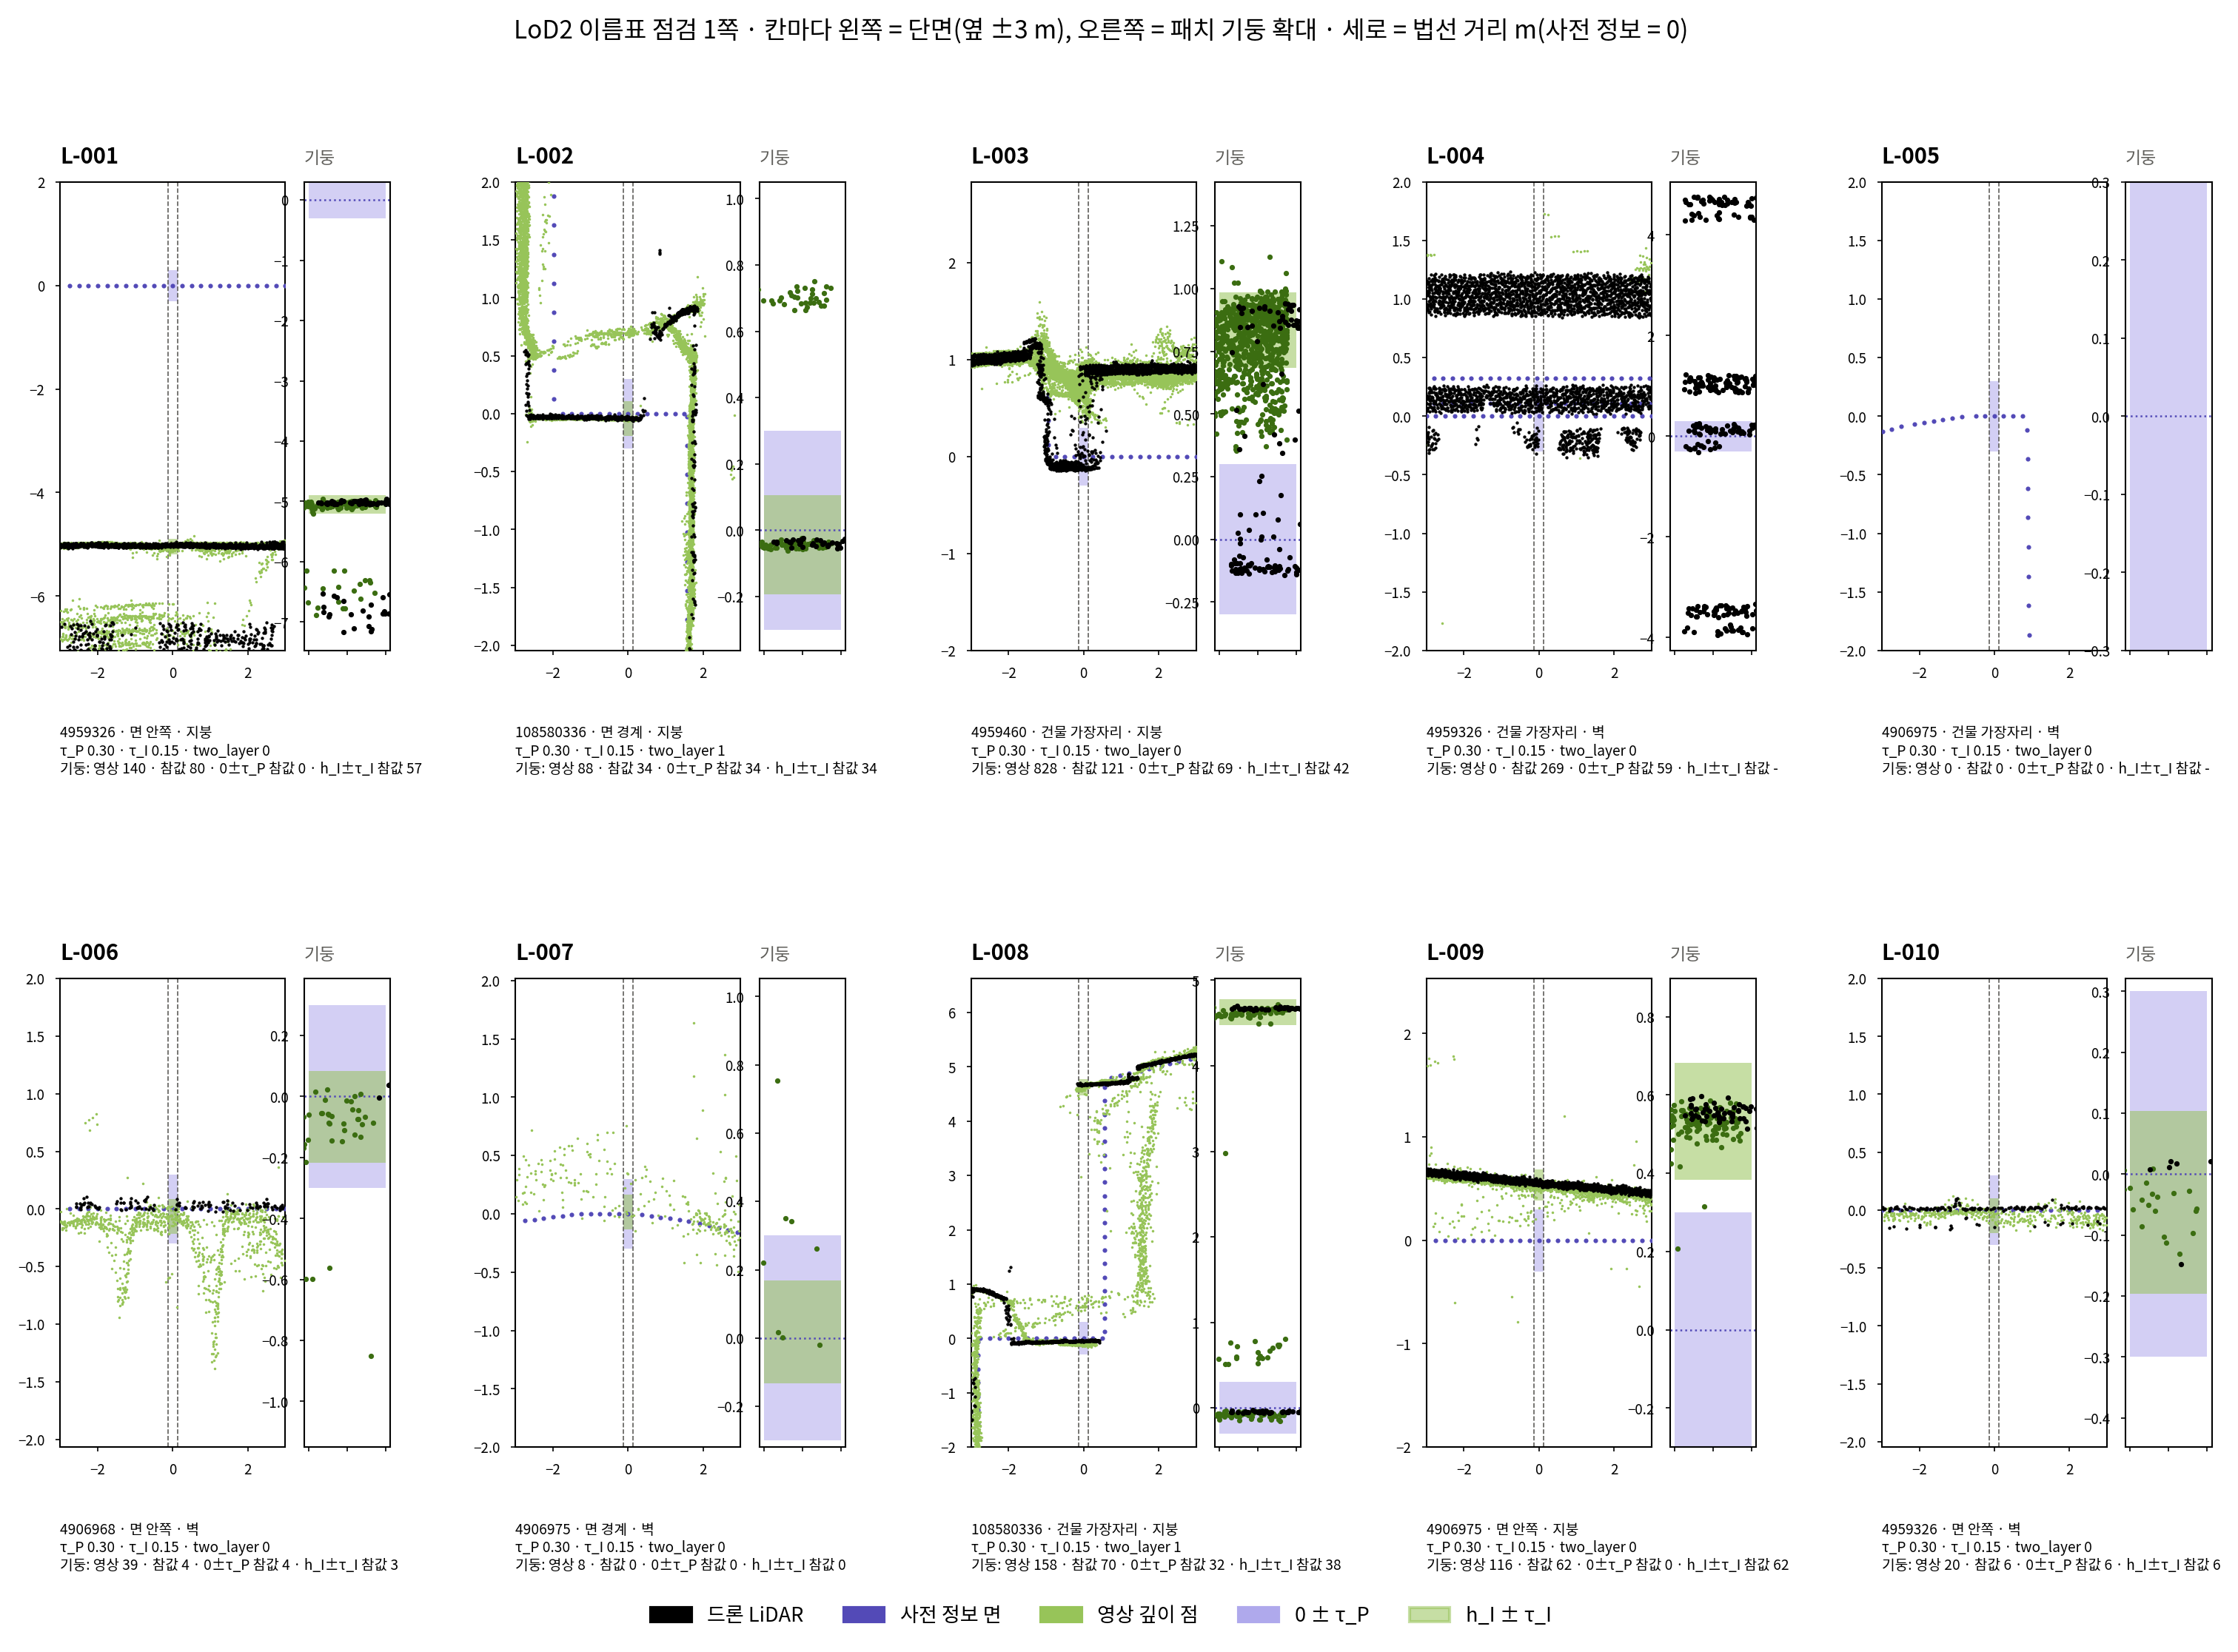 LoD2 이름표 점검 1쪽 · 칸마다 왼쪽 = 단면(옆 ±3 m), 오른쪽 = 패치 기둥 확대 · 세로 = 법선 거리 m(사전 정보 = 0)
L-001 기둥
L-002 기둥
L-003 기둥
L-004 기둥
L-005 기둥
4959326 · 면 안쪽 · 지붕
τ_P 0.30 · τ_I 0.15 · two_layer 0
기둥: 영상 140 · 참값 80 · 0±τ_P 참값 0 · h_I±τ_I 참값 57
108580336 · 면 경계 · 지붕
τ_P 0.30 · τ_I 0.15 · two_layer 1
기둥: 영상 88 · 참값 34 · 0±τ_P 참값 34 · h_I±τ_I 참값 34
4959460 · 건물 가장자리 · 지붕
τ_P 0.30 · τ_I 0.15 · two_layer 0
기둥: 영상 828 · 참값 121 · 0±τ_P 참값 69 · h_I±τ_I 참값 42
4959326 · 건물 가장자리 · 벽
τ_P 0.30 · τ_I 0.15 · two_layer 0
기둥: 영상 0 · 참값 269 · 0±τ_P 참값 59 · h_I±τ_I 참값 -
4906975 · 건물 가장자리 · 벽
τ_P 0.30 · τ_I 0.15 · two_layer 0
기둥: 영상 0 · 참값 0 · 0±τ_P 참값 0 · h_I±τ_I 참값 -
L-006 기둥
L-007 기둥
L-008 기둥
L-009 기둥
L-010 기둥
4906968 · 면 안쪽 · 벽
τ_P 0.30 · τ_I 0.15 · two_layer 0
기둥: 영상 39 · 참값 4 · 0±τ_P 참값 4 · h_I±τ_I 참값 3
4906975 · 면 경계 · 벽
τ_P 0.30 · τ_I 0.15 · two_layer 0
기둥: 영상 8 · 참값 0 · 0±τ_P 참값 0 · h_I±τ_I 참값 0
108580336 · 건물 가장자리 · 지붕
τ_P 0.30 · τ_I 0.15 · two_layer 1
기둥: 영상 158 · 참값 70 · 0±τ_P 참값 32 · h_I±τ_I 참값 38
4906975 · 면 안쪽 · 지붕
τ_P 0.30 · τ_I 0.15 · two_layer 0
기둥: 영상 116 · 참값 62 · 0±τ_P 참값 0 · h_I±τ_I 참값 62
4959326 · 면 안쪽 · 벽
τ_P 0.30 · τ_I 0.15 · two_layer 0
기둥: 영상 20 · 참값 6 · 0±τ_P 참값 6 · h_I±τ_I 참값 6
드론 LiDAR
사전 정보 면
영상 깊이 점
0 ± τ_P
h_I ± τ_I